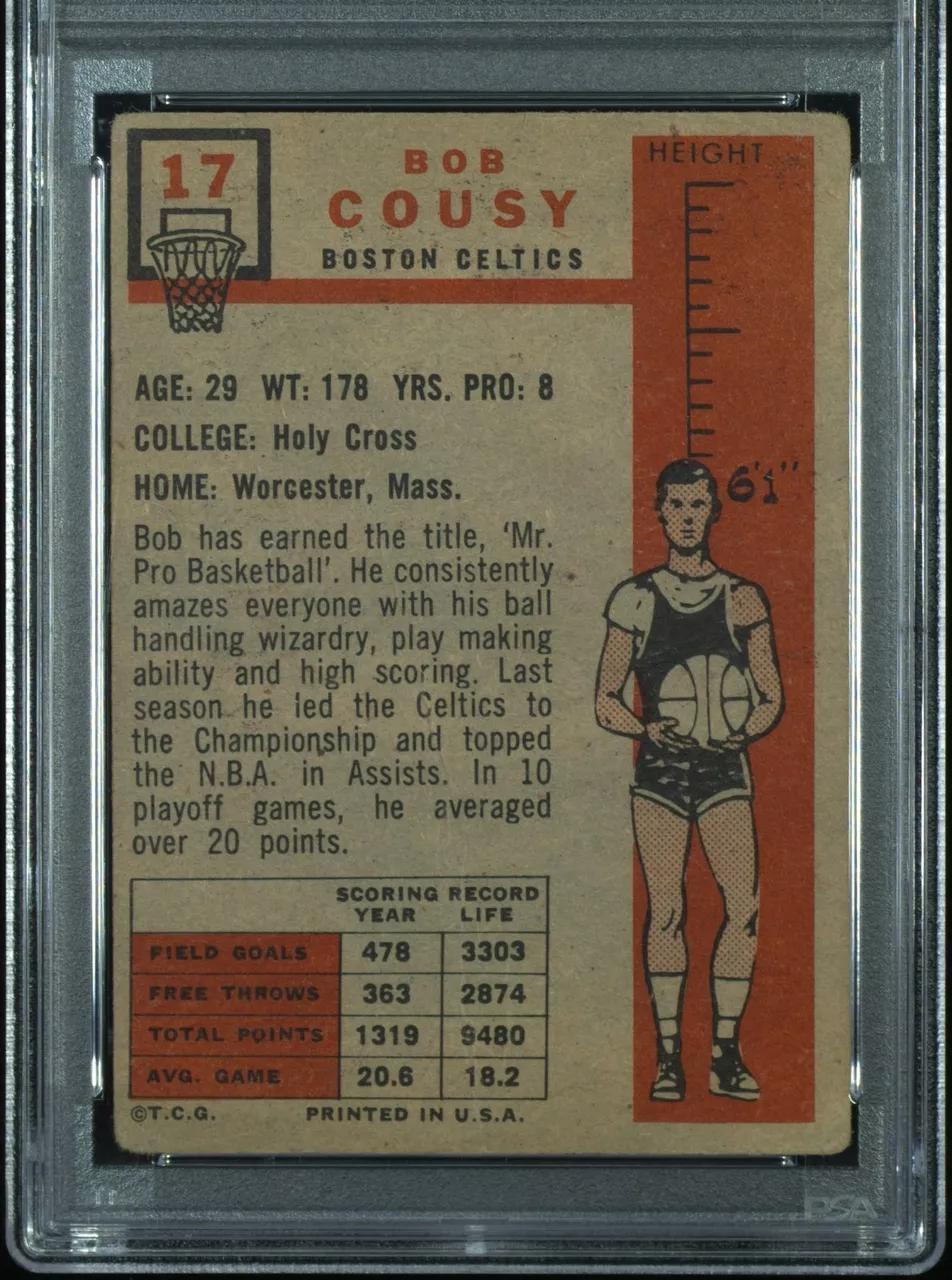 17
BOB
COUSY
BOSTON CELTICS
HEIGHT
6'1"
AGE: 29 WT: 178 YRS. PRO: 8
COLLEGE: Holy Cross
HOME: Worcester, Mass.
Bob has earned the title, 'Mr.
Pro Basketball'. He consistently
amazes everyone with his ball
handling wizardry, play making
ability and high scoring. Last
season he led the Celtics to
the Championship and topped
the N.B.A. in Assists. In 10
playoff games, he averaged
over 20 points.
SCORING RECORD
YEAR LIFE
FIELD GOALS 478 3303
FREE THROWS 363 2874
TOTAL POINTS 1319 9480
AVG. GAME 20.6 18.2
©T.C.G. PRINTED IN U.S.A.
PSA